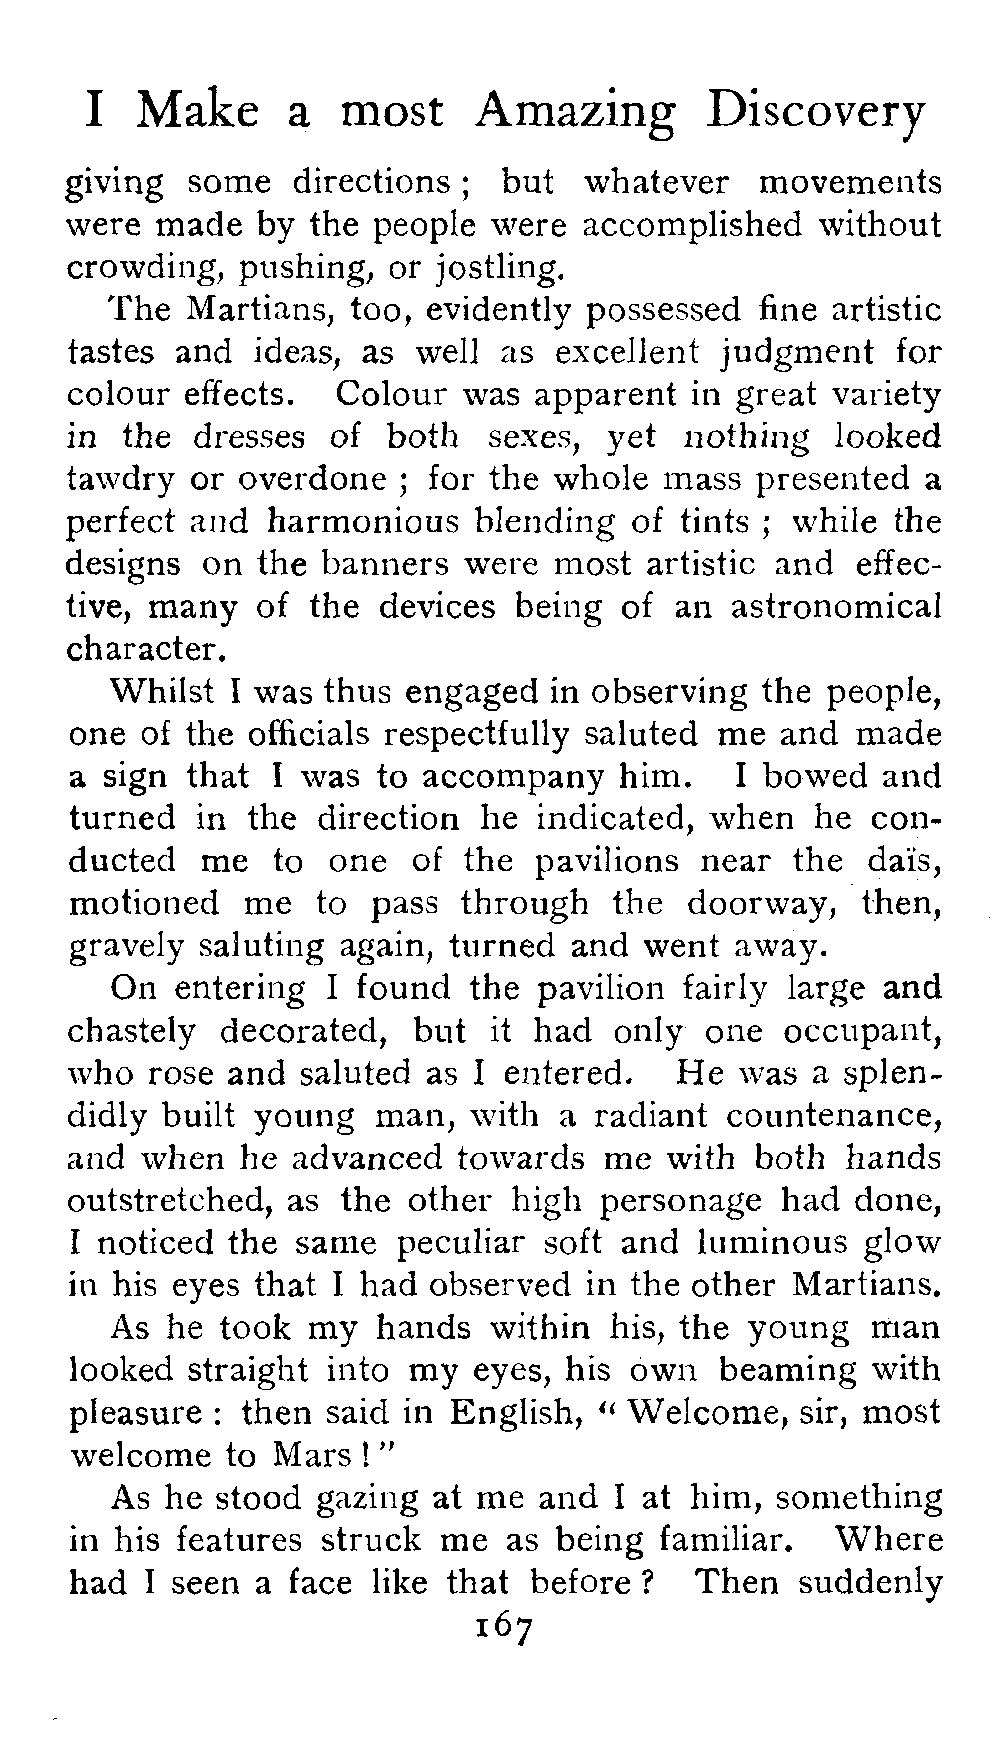 I Make a most Amazing Discovery
giving some directions ; but whatever movements
were made by the people were accomplished without
crowding, pushing, or jostling.
The Martians, too, evidently possessed fine artistic
tastes and ideas, as well as excellent judgment for
colour effects. Colour was apparent in great variety
in the dresses of both sexes, yet nothing looked
tawdry or overdone ; for the whole mass presented a
perfect and harmonious blending of tints ; while the
designs on the banners were most artistic and effec-
tive, many of the devices being of an astronomical
character.
Whilst I was thus engaged in observing the people,
one of the officials respectfully saluted me and made
a sign that I was to accompany him. I bowed and
turned in the direction he indicated, when he con-
ducted me to one of the pavilions near the daïs,
motioned me to pass through the doorway, then,
gravely saluting again, turned and went away.
On entering I found the pavilion fairly large and
chastely decorated, but it had only one occupant,
who rose and saluted as I entered. He was a splen-
didly built young man, with a radiant countenance,
and when he advanced towards me with both hands
outstretched, as the other high personage had done,
I noticed the same peculiar soft and luminous glow
in his eyes that I had observed in the other Martians.
As he took my hands within his, the young man
looked straight into my eyes, his own beaming with
pleasure : then said in English, “ Welcome, sir, most
welcome to Mars ! ”
As he stood gazing at me and I at him, something
in his features struck me as being familiar. Where
had I seen a face like that before ? Then suddenly
167